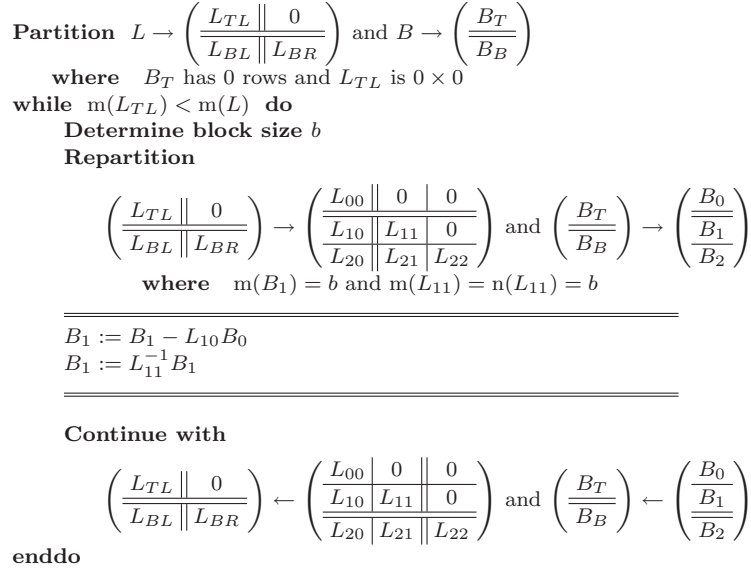 Partition L → ( L_TL || 0 / L_BL || L_BR ) and B → ( B_T / B_B )
where B_T has 0 rows and L_TL is 0 × 0
while m(L_TL) < m(L) do
Determine block size b
Repartition
( L_TL || 0 / L_BL || L_BR ) → ( L_00 || 0 | 0 / L_10 || L_11 | 0 / L_20 || L_21 | L_22 ) and ( B_T / B_B ) → ( B_0 / B_1 / B_2 )
where m(B_1) = b and m(L_11) = n(L_11) = b
B_1 := B_1 − L_10 B_0
B_1 := L_11^{-1} B_1
Continue with
( L_TL || 0 / L_BL || L_BR ) ← ( L_00 | 0 || 0 / L_10 | L_11 || 0 / L_20 | L_21 || L_22 ) and ( B_T / B_B ) ← ( B_0 / B_1 / B_2 )
enddo